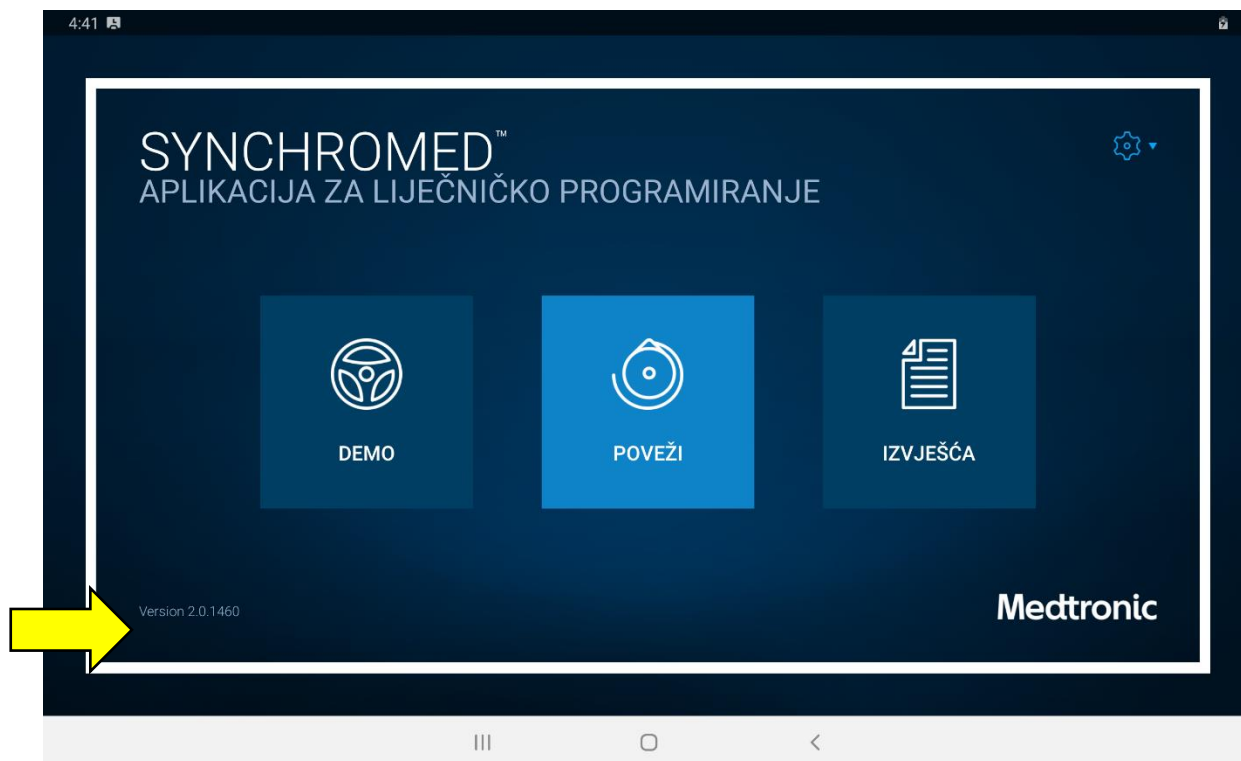 4:41
SYNCHROMED™
APLIKACIJA ZA LIJEČNIČKO PROGRAMIRANJE
DEMO
POVEŽI
IZVJEŠĆA
Version 2.0.1460
Medtronic